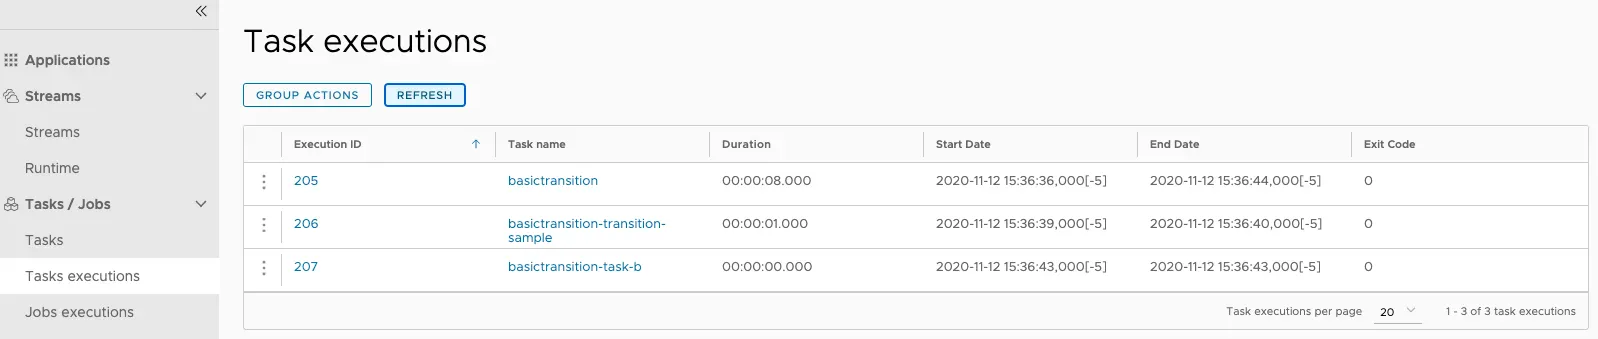 Applications
Streams
Streams
Runtime
Tasks / Jobs
Tasks
Tasks executions
Jobs executions
Task executions
GROUP ACTIONS REFRESH
Execution ID Task name Duration Start Date End Date Exit Code
205 basictransition 00:00:08.000 2020-11-12 15:36:36,000[-5] 2020-11-12 15:36:44,000[-5] 0
206 basictransition-transition- 00:00:01.000 2020-11-12 15:36:39,000[-5] 2020-11-12 15:36:40,000[-5] 0
sample
207 basictransition-task-b 00:00:00.000 2020-11-12 15:36:43,000[-5] 2020-11-12 15:36:43,000[-5] 0
Task executions per page 20 1 - 3 of 3 task executions